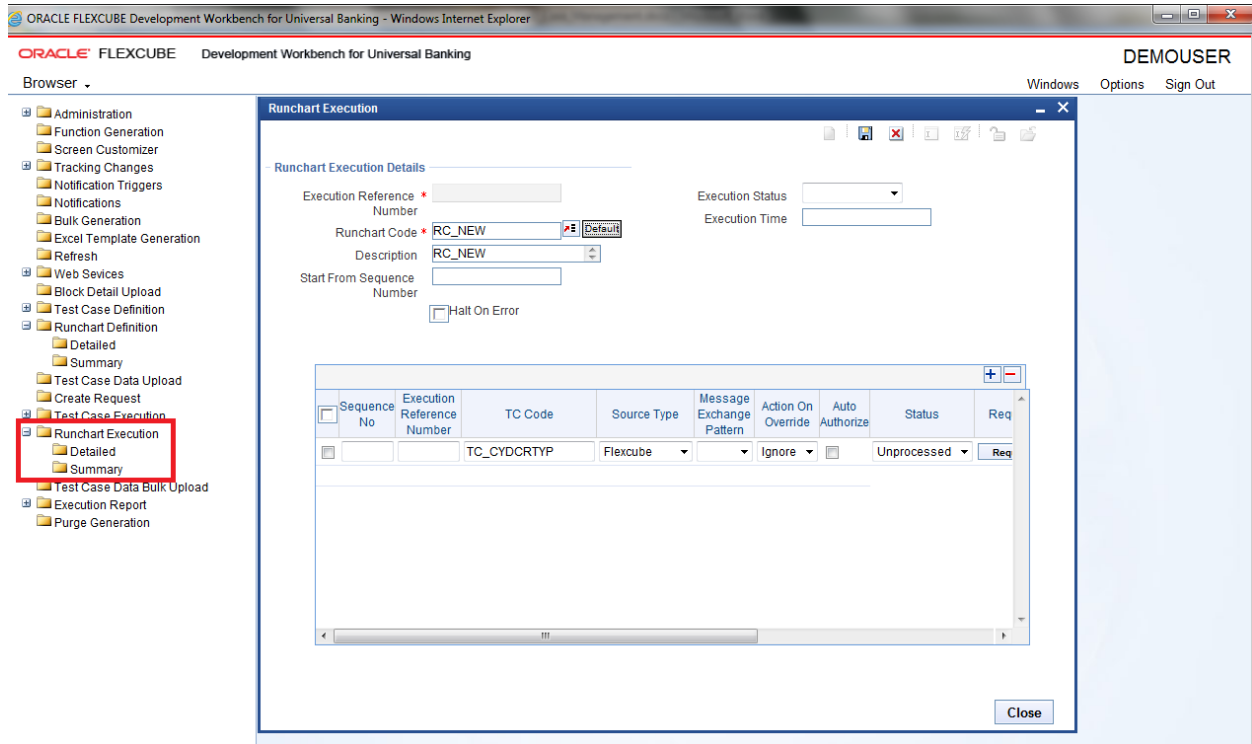 ORACLE FLEXCUBE Development Workbench for Universal Banking - Windows Internet Explorer
ORACLE FLEXCUBE Development Workbench for Universal Banking
DEMOUSER
Browser
Windows Options Sign Out
Administration
Function Generation
Screen Customizer
Tracking Changes
Notification Triggers
Notifications
Bulk Generation
Excel Template Generation
Refresh
Web Sevices
Block Detail Upload
Test Case Definition
Runchart Definition
Detailed
Summary
Test Case Data Upload
Create Request
Test Case Execution
Runchart Execution
Detailed
Summary
Test Case Data Bulk Upload
Execution Report
Purge Generation
Runchart Execution
Runchart Execution Details
Execution Reference *
Number
Runchart Code * RC_NEW Default
Description RC_NEW
Start From Sequence
Number
Halt On Error
Execution Status
Execution Time
Sequence
No
Execution
Reference
Number
TC Code
Source Type
Message
Exchange
Pattern
Action On
Override
Auto
Authorize
Status
Req
TC_CYDCRTYP Flexcube Ignore Unprocessed Req
Close